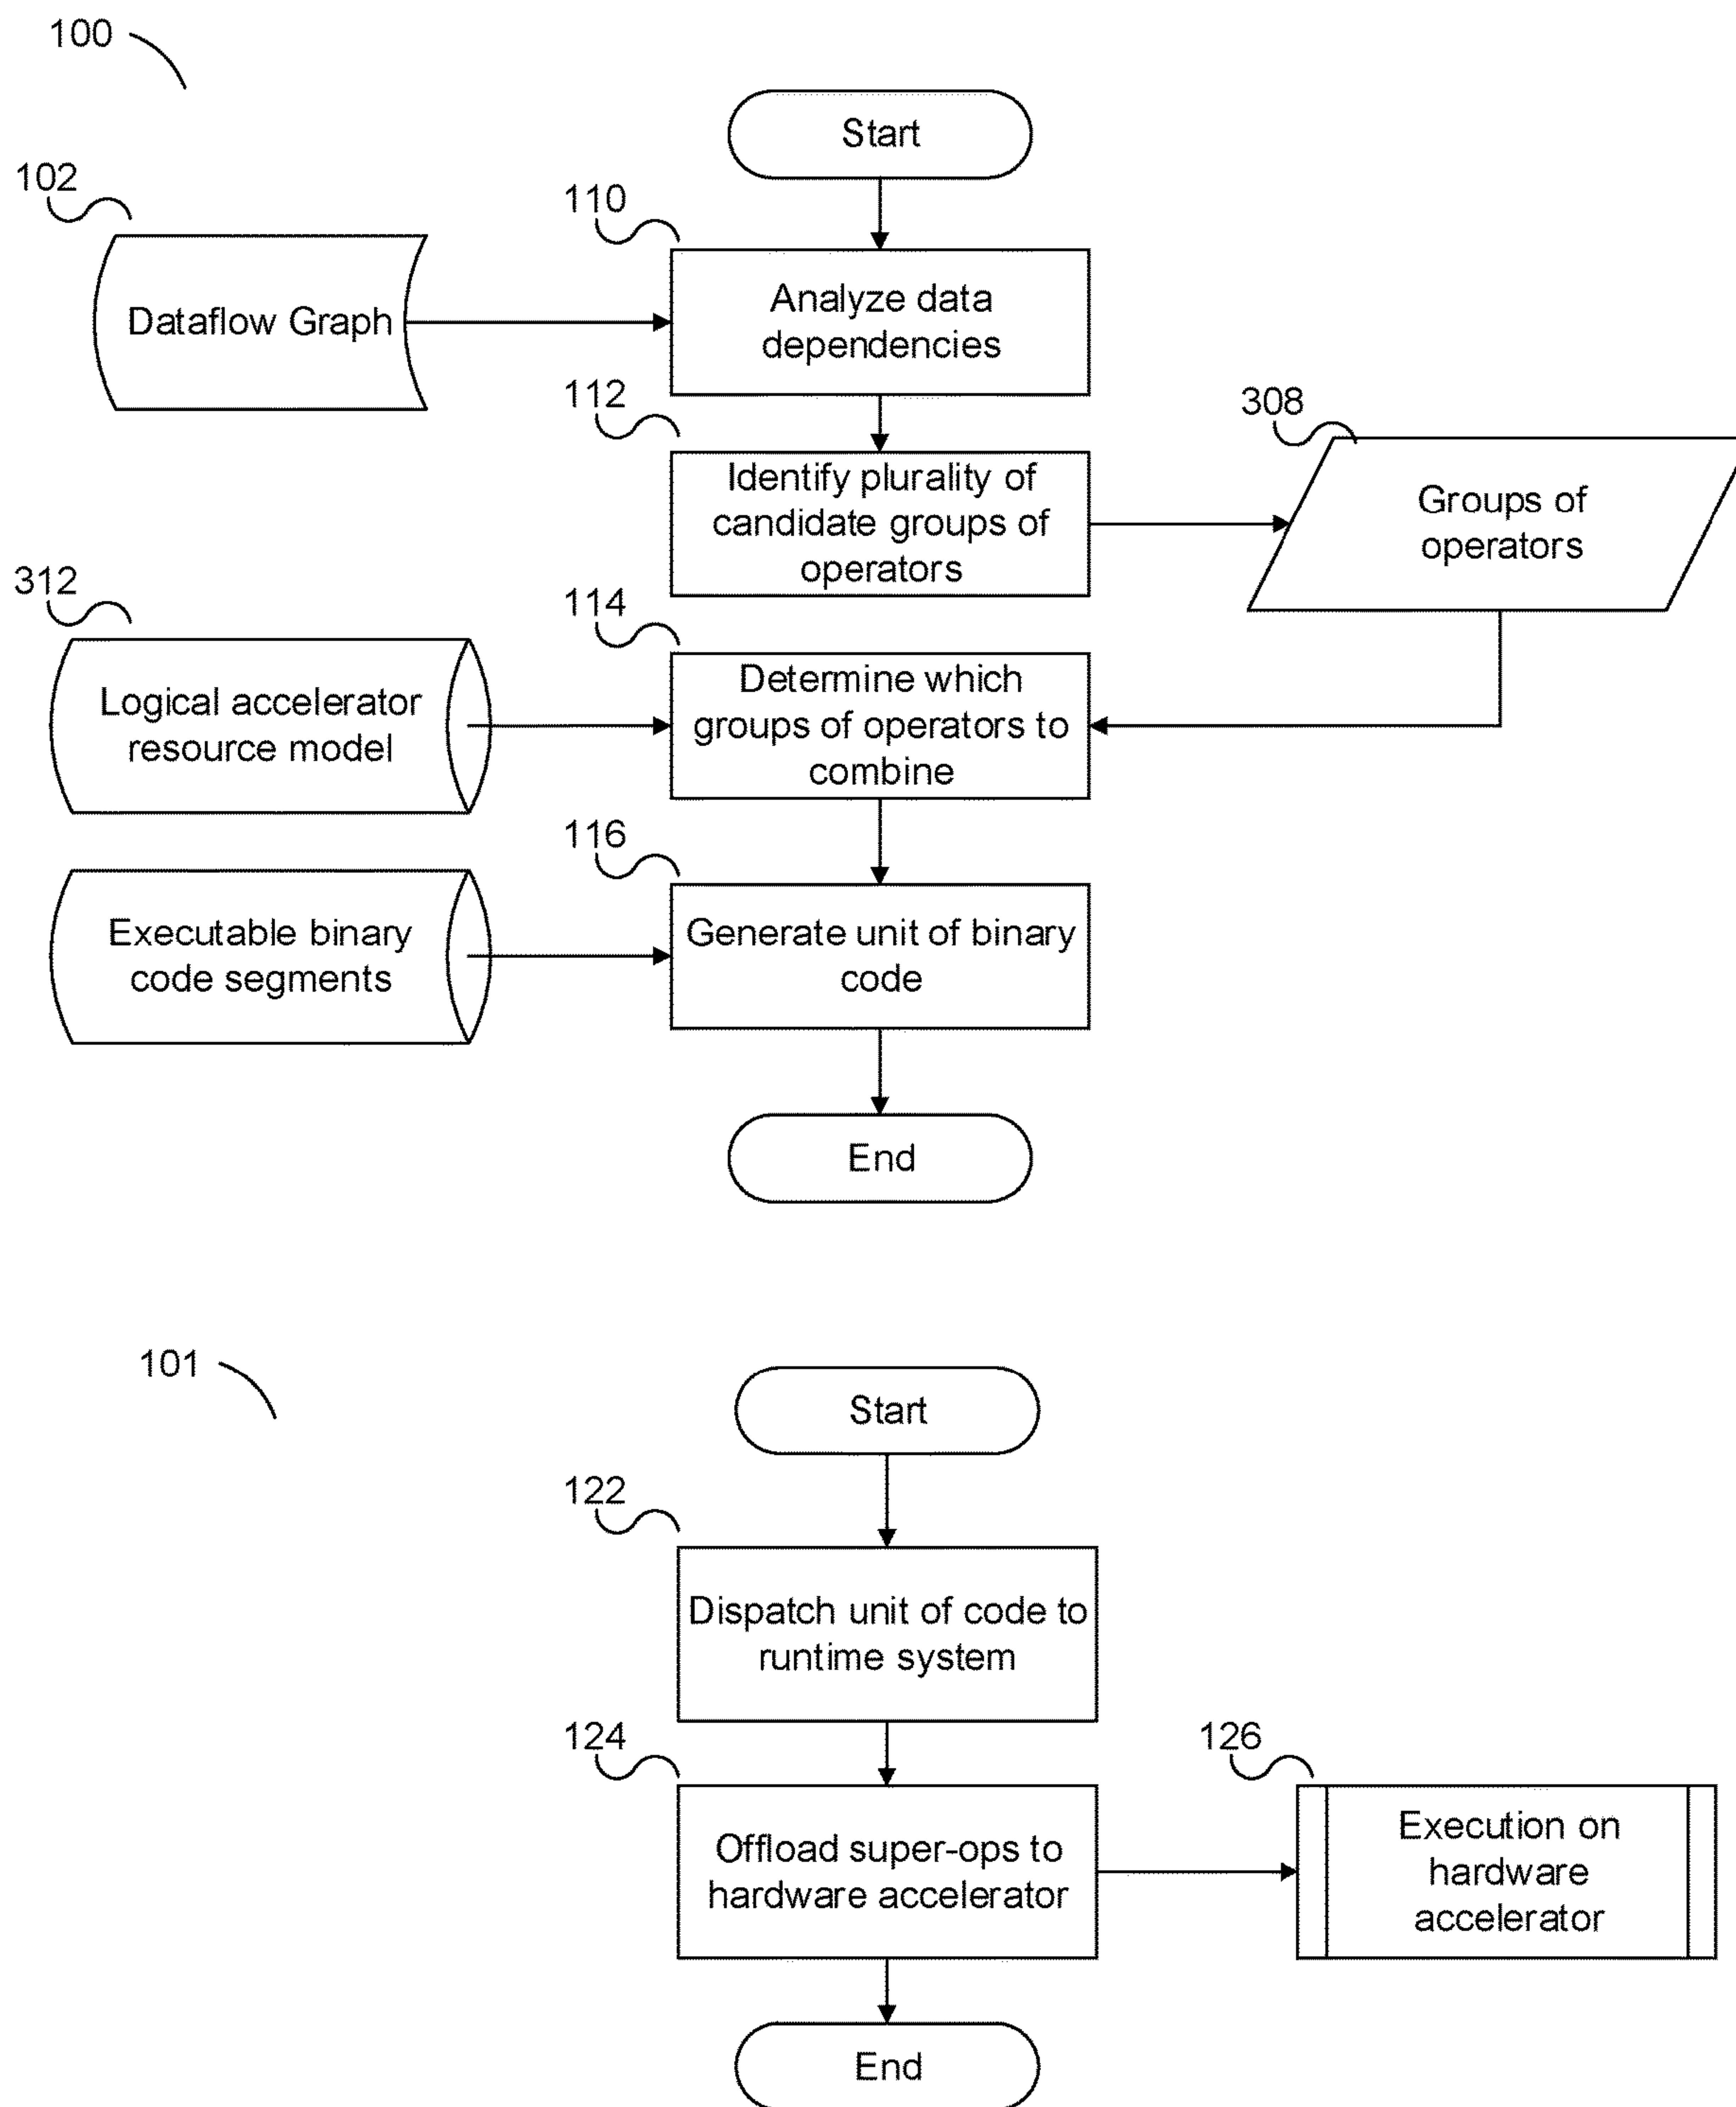 100
Start
102
110
Dataflow Graph
Analyze data
dependencies
112
308
Identify plurality of
candidate groups of
operators
Groups of
operators
312
114
Logical accelerator
resource model
Determine which
groups of operators to
combine
116
Executable binary
code segments
Generate unit of binary
code
End
101
Start
122
Dispatch unit of code to
runtime system
124
126
Offload super-ops to
hardware accelerator
Execution on
hardware
accelerator
End